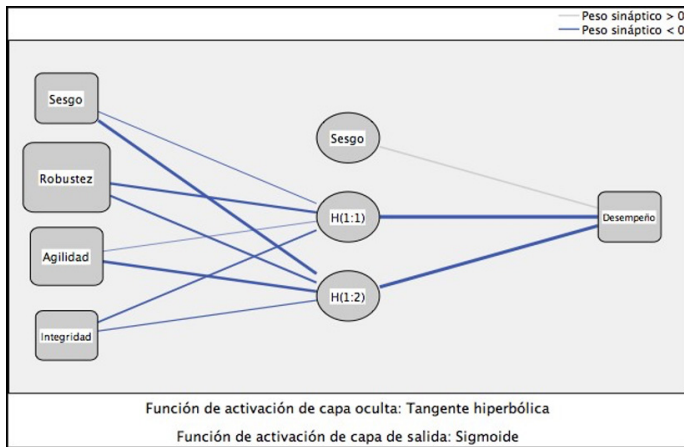 Peso sináptico > 0
Peso sináptico < 0
Sesgo
Sesgo
Robustez
H(1:1)
Desempeño
Agilidad
H(1:2)
Integridad
Función de activación de capa oculta: Tangente hiperbólica
Función de activación de capa de salida: Sigmoide